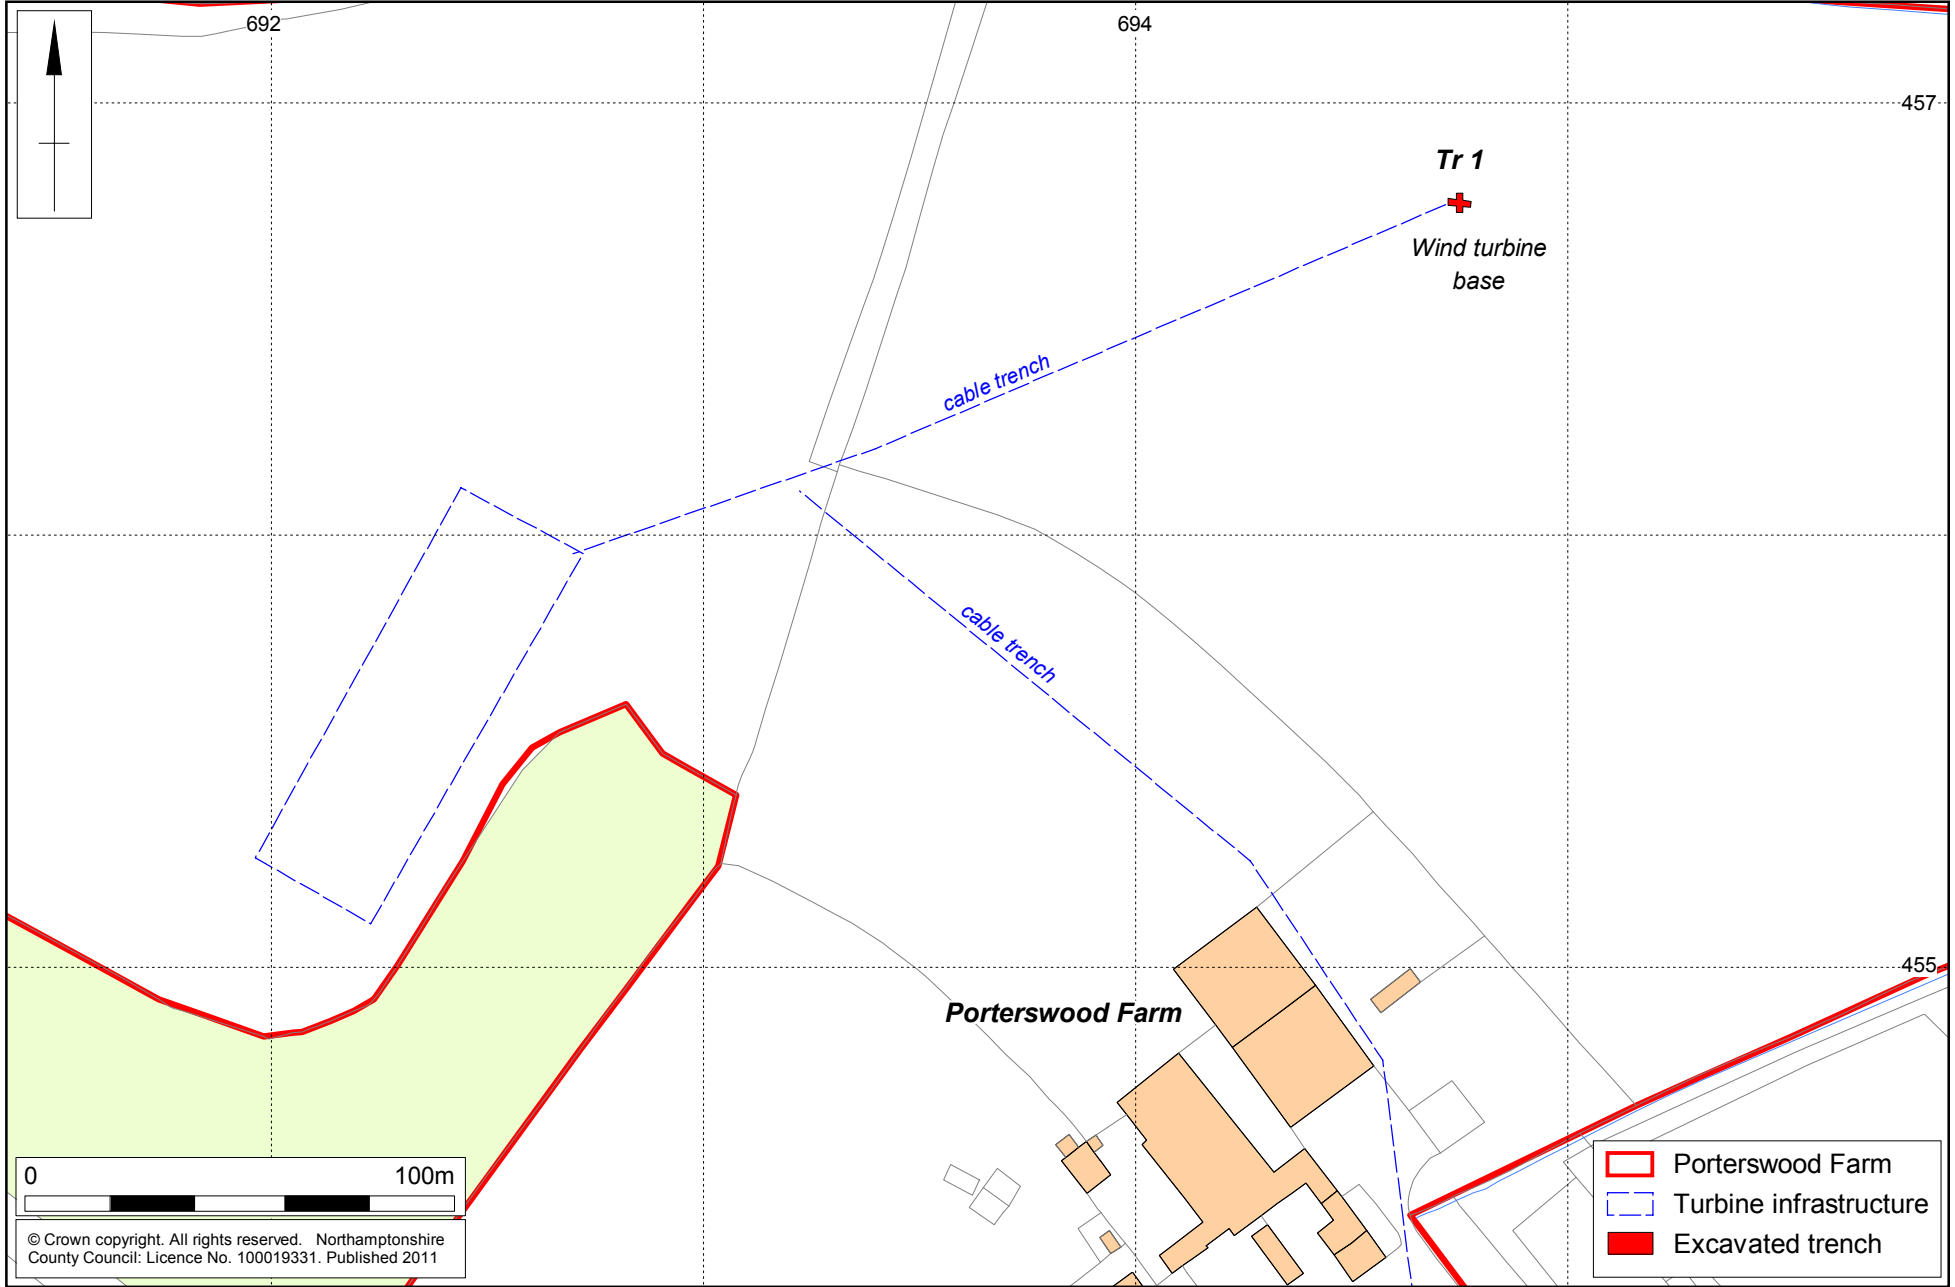 692
694
457
Tr 1
Wind turbine
base
cable trench
cable trench
455
Porterswood Farm
0 100m
© Crown copyright. All rights reserved. Northamptonshire
County Council: Licence No. 100019331. Published 2011
Porterswood Farm
Turbine infrastructure
Excavated trench